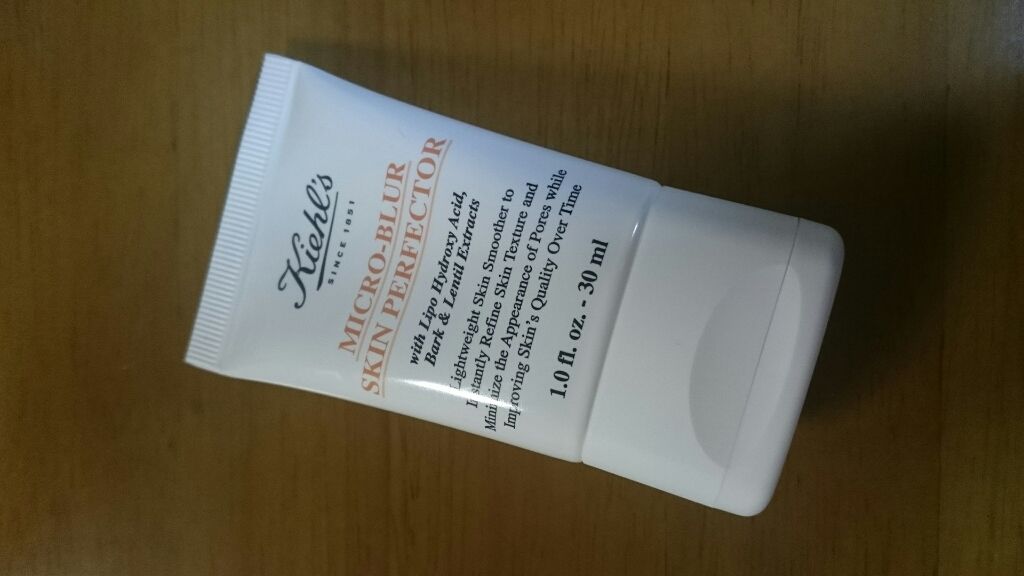 Kiehl's
SINCE 1851
MICRO-BLUR
SKIN PERFECTOR
with Lipo Hydroxy Acid,
Bark & Lentil Extracts
Lightweight Skin Smoother to
Instantly Refine Skin Texture and
Minimize the Appearance of Pores while
Improving Skin's Quality Over Time
1.0 fl. oz. - 30 ml